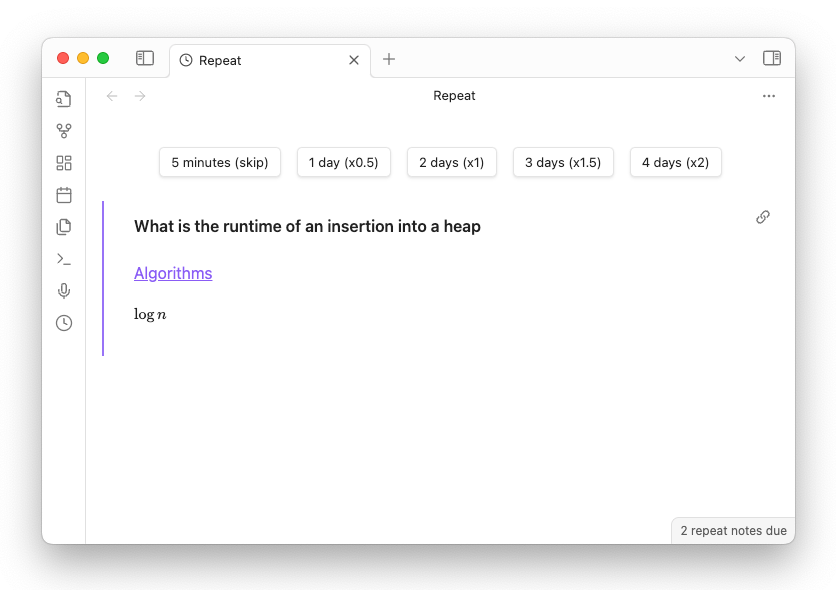 Repeat
Repeat
5 minutes (skip) 1 day (x0.5) 2 days (x1) 3 days (x1.5) 4 days (x2)
What is the runtime of an insertion into a heap
Algorithms
log n
2 repeat notes due